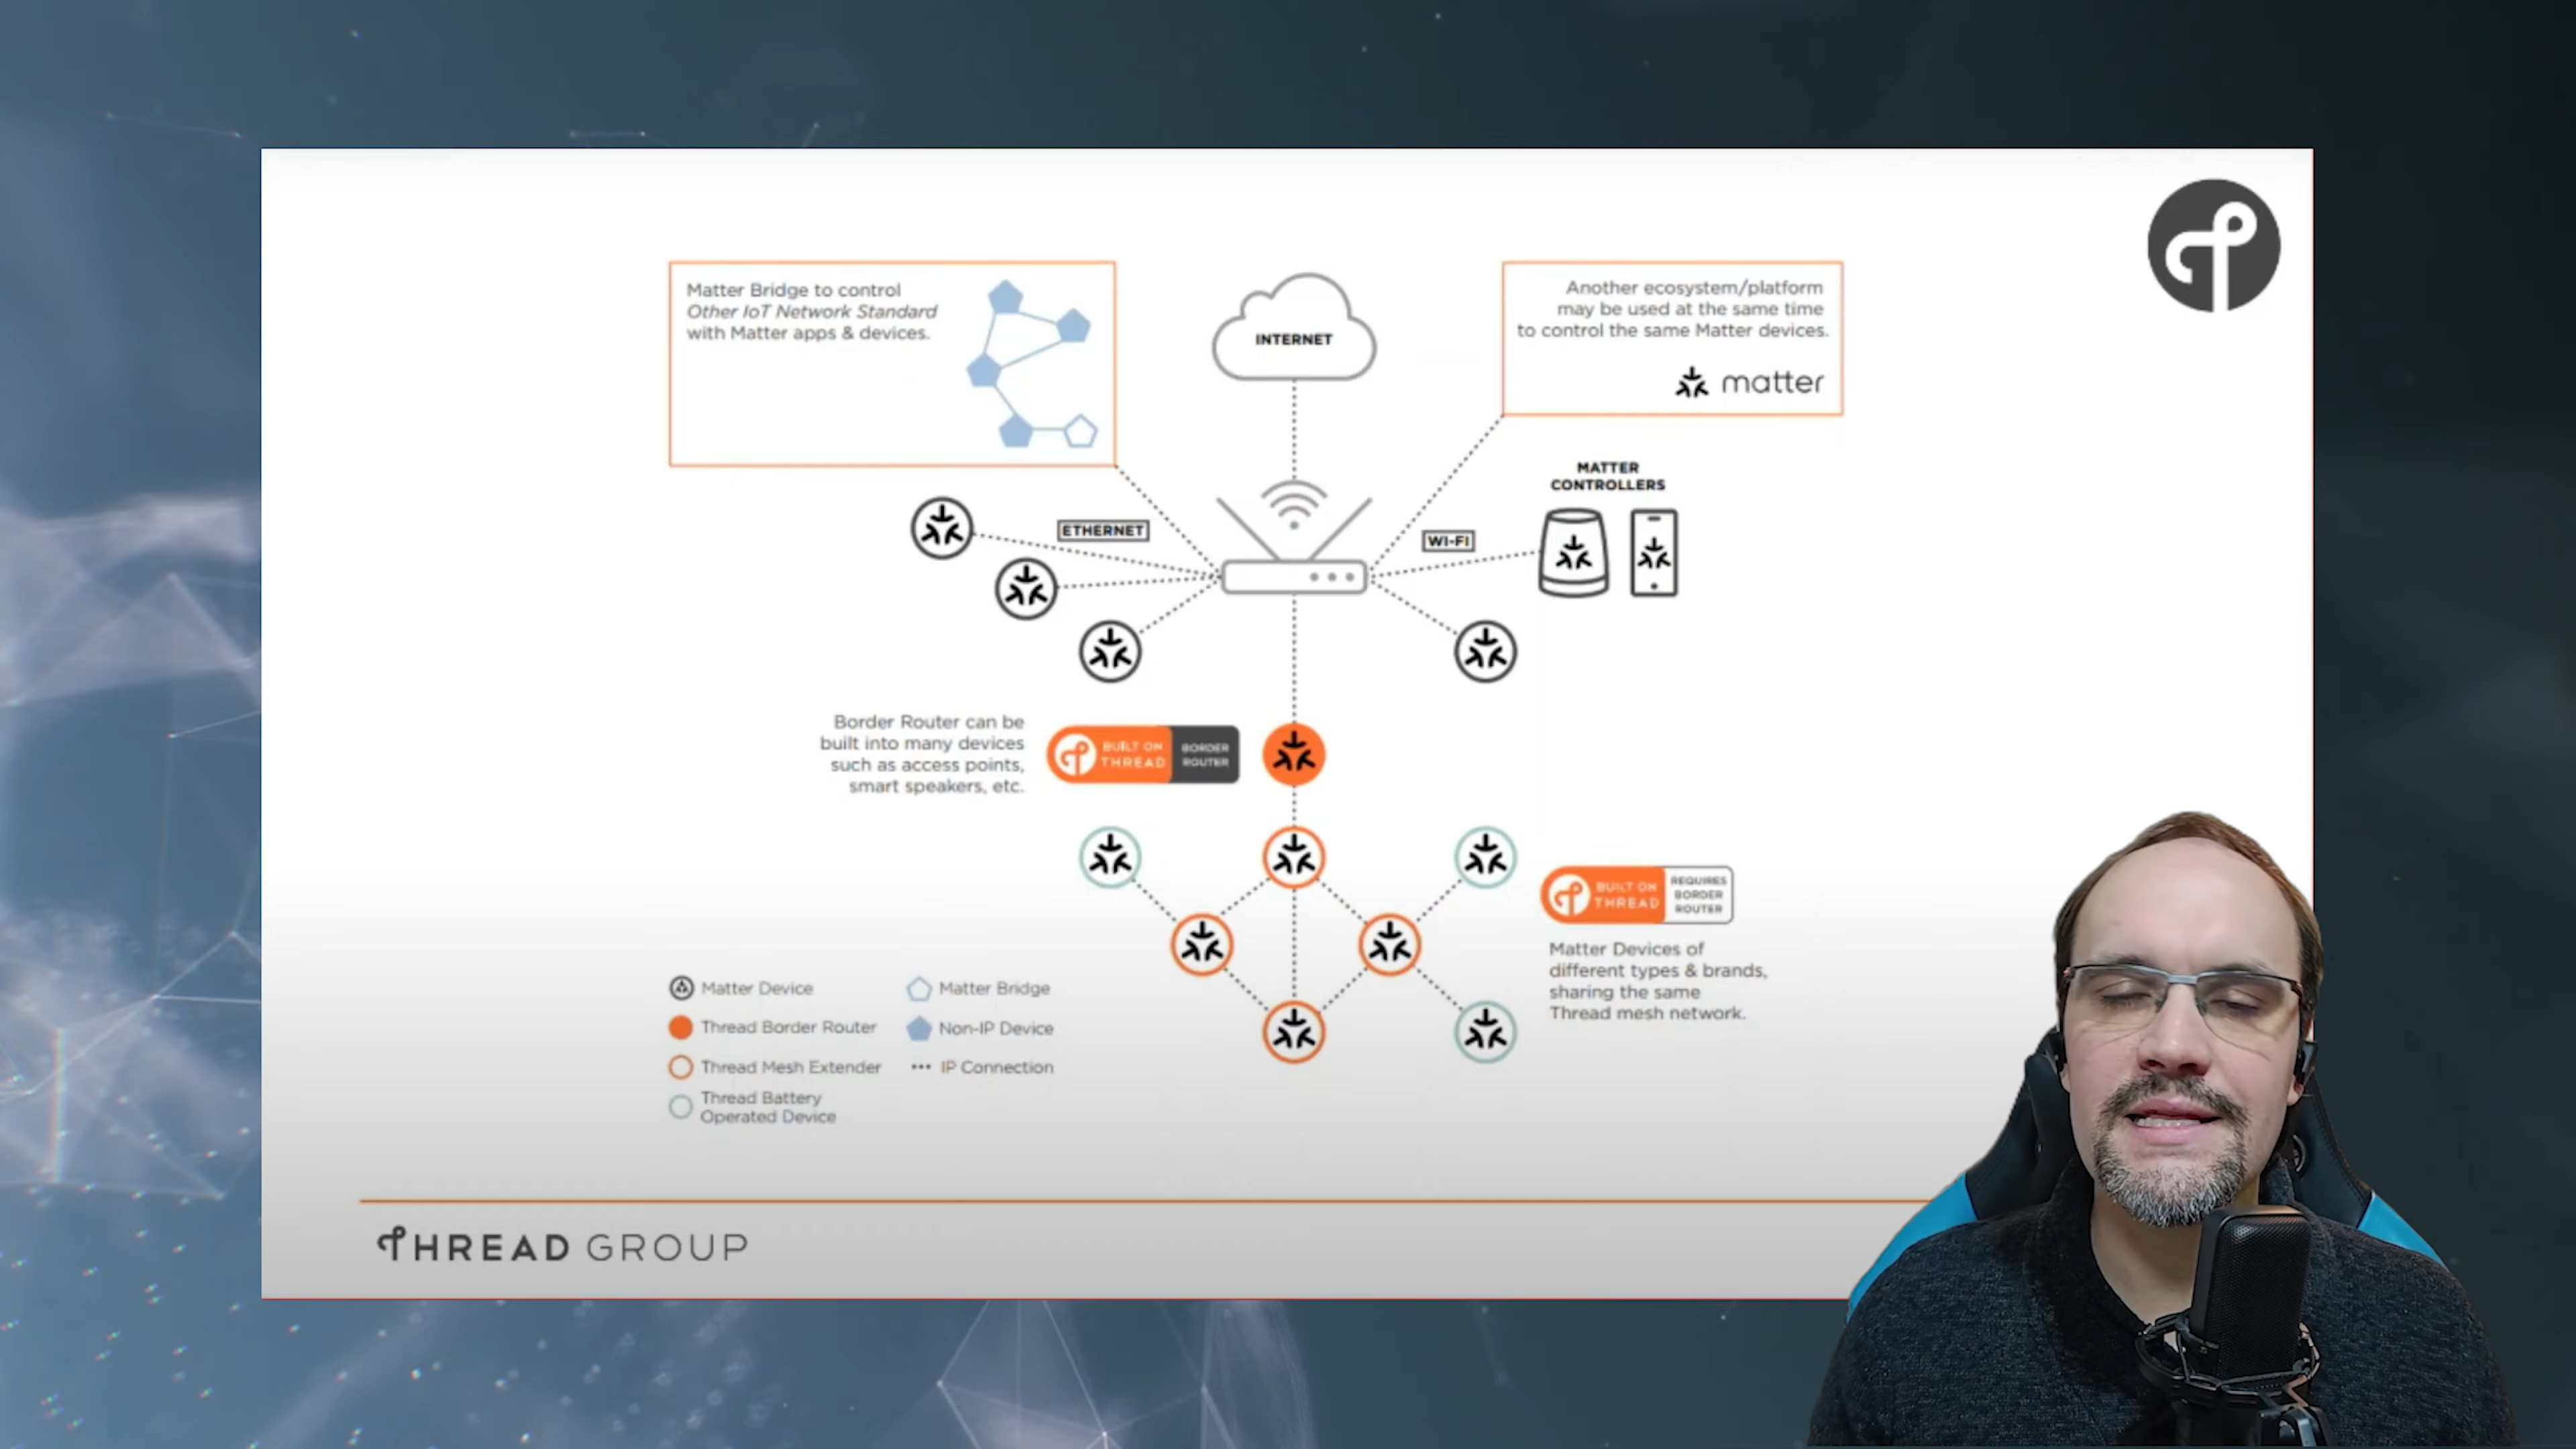 Matter Bridge to control
Other IoT Network Standard
with Matter apps & devices.
INTERNET
Another ecosystem/platform
may be used at the same time
to control the same Matter devices.
matter
MATTER
CONTROLLERS
ETHERNET
WI-FI
Border Router can be
built into many devices
such as access points,
smart speakers, etc.
BUILT ON
THREAD
BORDER
ROUTER
BUILT ON
THREAD
REQUIRES
BORDER
ROUTER
Matter Devices of
different types & brands,
sharing the same
Thread mesh network.
Matter Device
Thread Border Router
Thread Mesh Extender
Thread Battery
Operated Device
Matter Bridge
Non-IP Device
IP Connection
THREAD GROUP